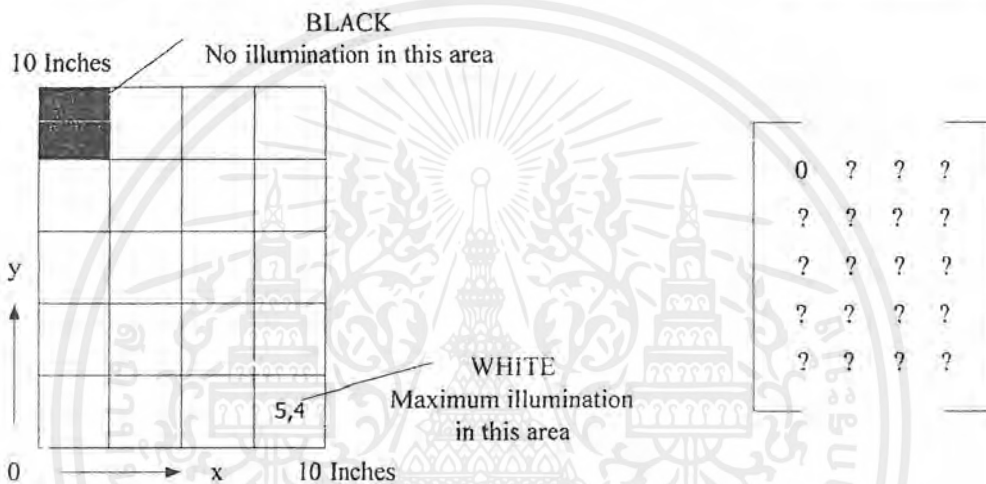 BLACK
No illumination in this area
10 Inches
y
5,4
WHITE
Maximum illumination
in this area
0
x
10 Inches
0 ? ? ?
? ? ? ?
? ? ? ?
? ? ? ?
? ? ? ?